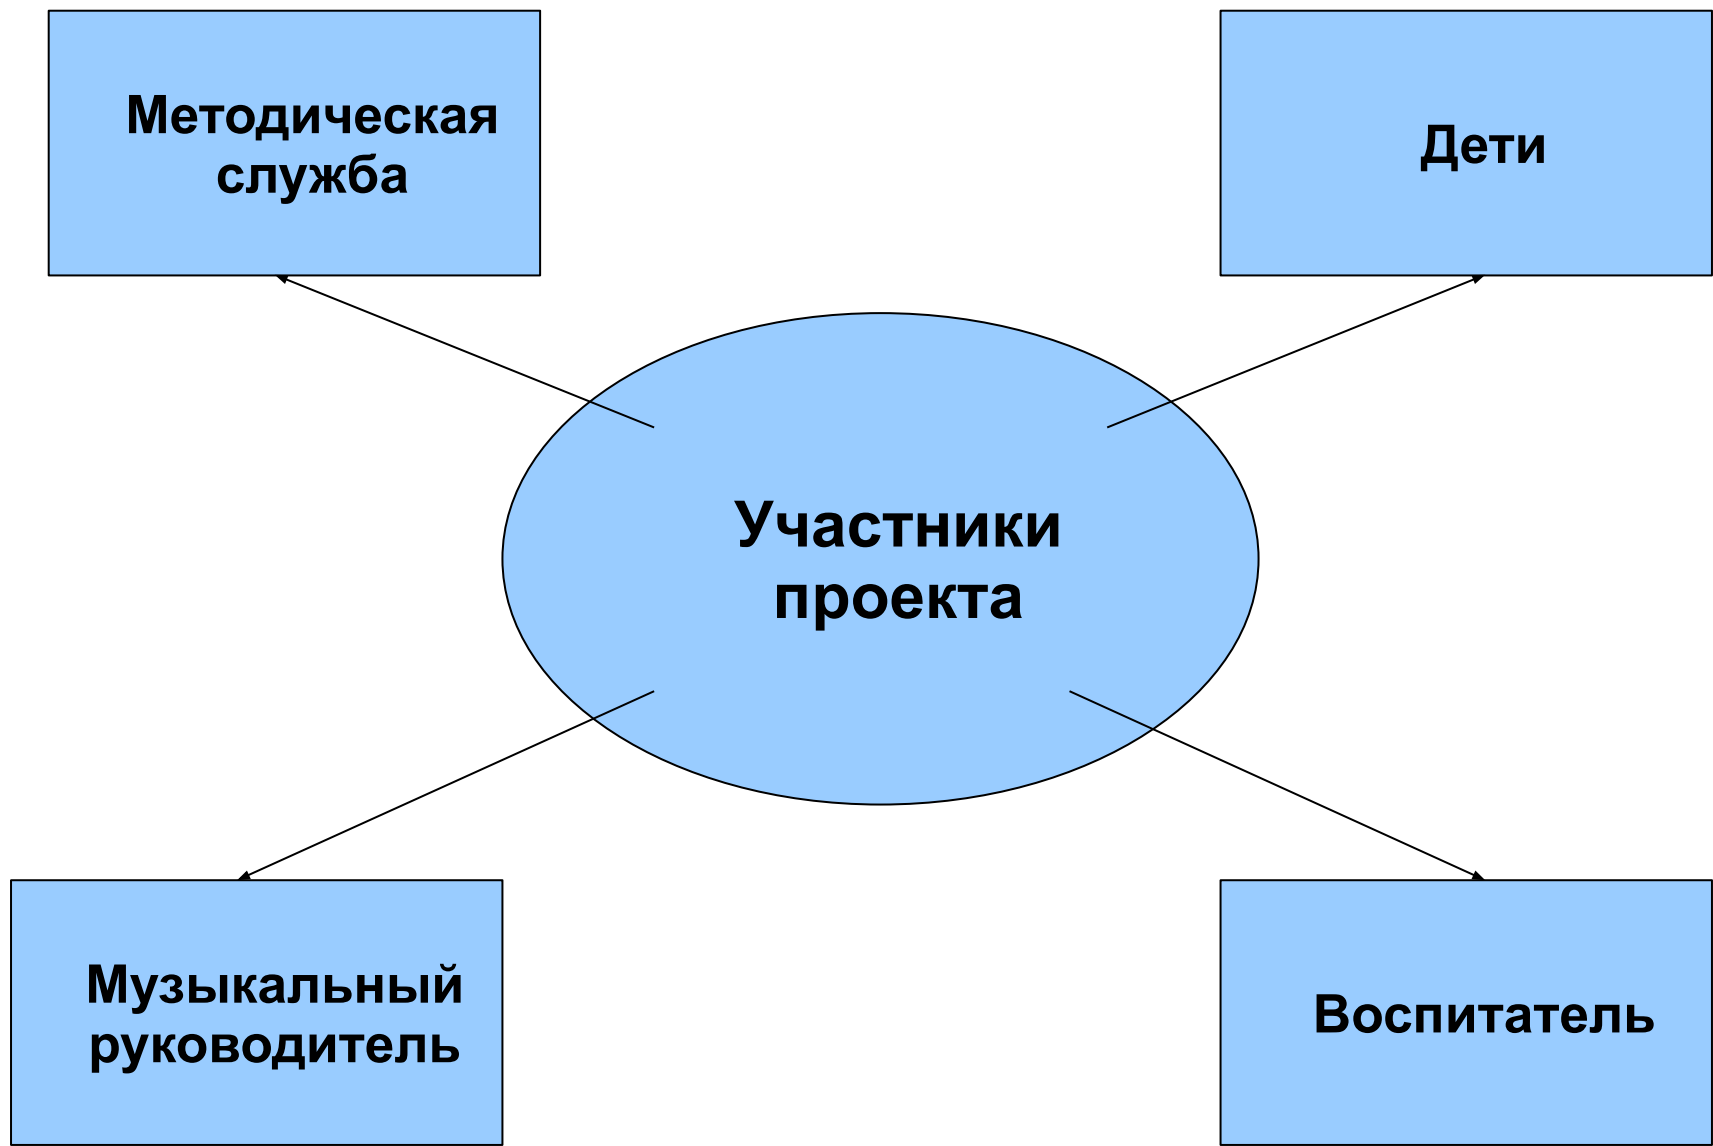 Методическая
служба
Дети
Участники
проекта
Музыкальный
руководитель
Воспитатель